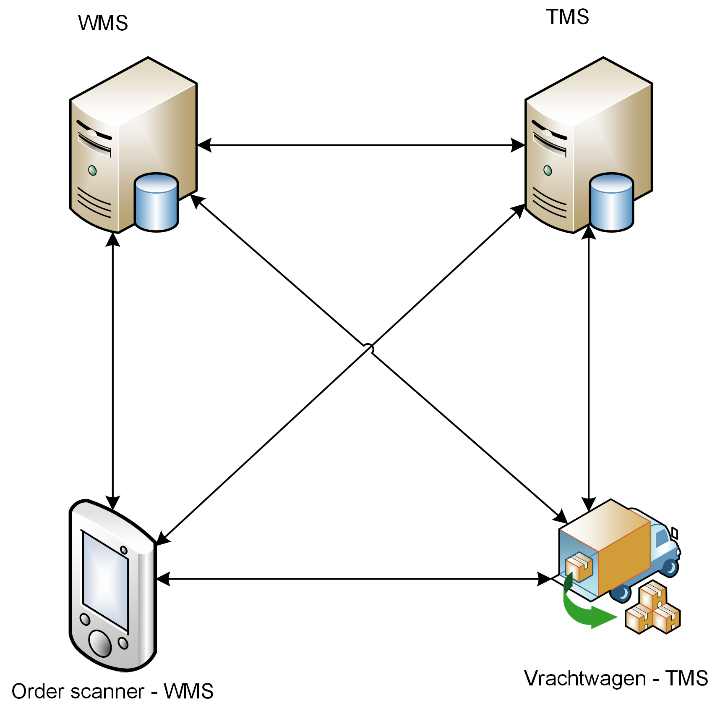 WMS
TMS
Order scanner - WMS
Vrachtwagen - TMS